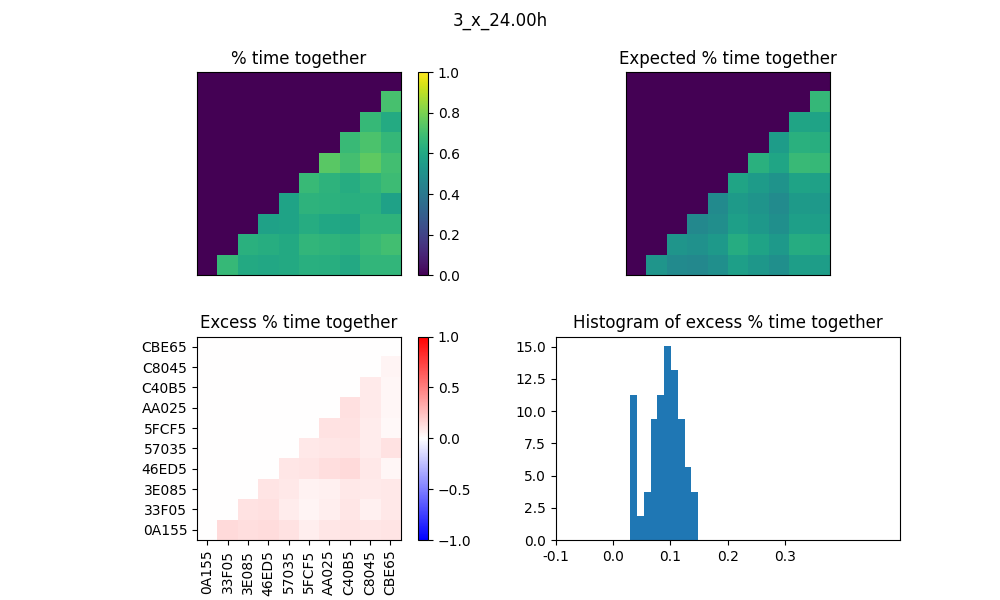 3_x_24.00h
% time together
Expected % time together
1.0
0.8
0.6
0.4
0.2
0.0
Excess % time together
Histogram of excess % time together
CBE65
C8045
C40B5
AA025
5FCF5
57035
46ED5
3E085
33F05
0A155
0A155
33F05
3E085
46ED5
57035
5FCF5
AA025
C40B5
C8045
CBE65
1.0
0.5
0.0
−0.5
−1.0
15.0
12.5
10.0
7.5
5.0
2.5
0.0
-0.1
0.0
0.1
0.2
0.3